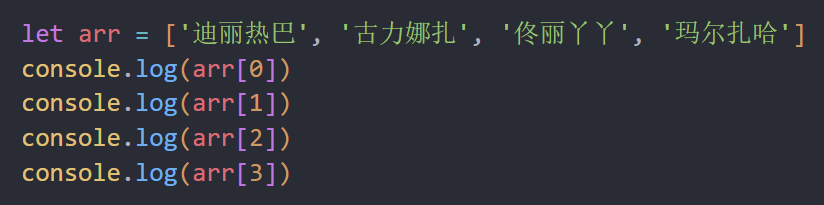 let arr = ['迪丽热巴', '古力娜扎', '佟丽丫丫', '玛尔扎哈']
console.log(arr[0])
console.log(arr[1])
console.log(arr[2])
console.log(arr[3])